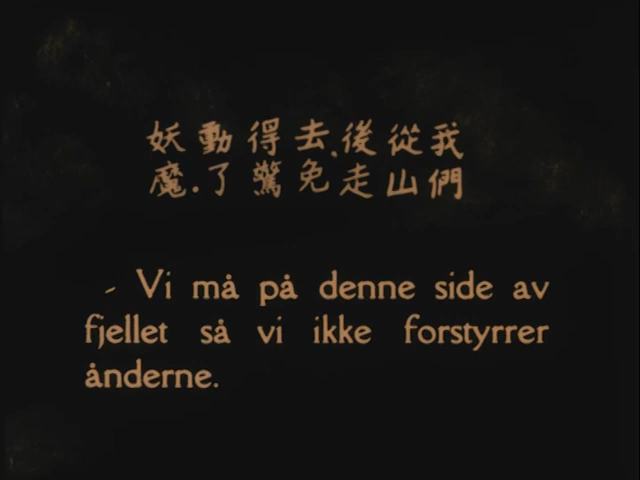 我們
從山
後走
去、免
得驚
動了
妖魔.
- Vi må på denne side av
fjellet så vi ikke forstyrrer
ånderne.